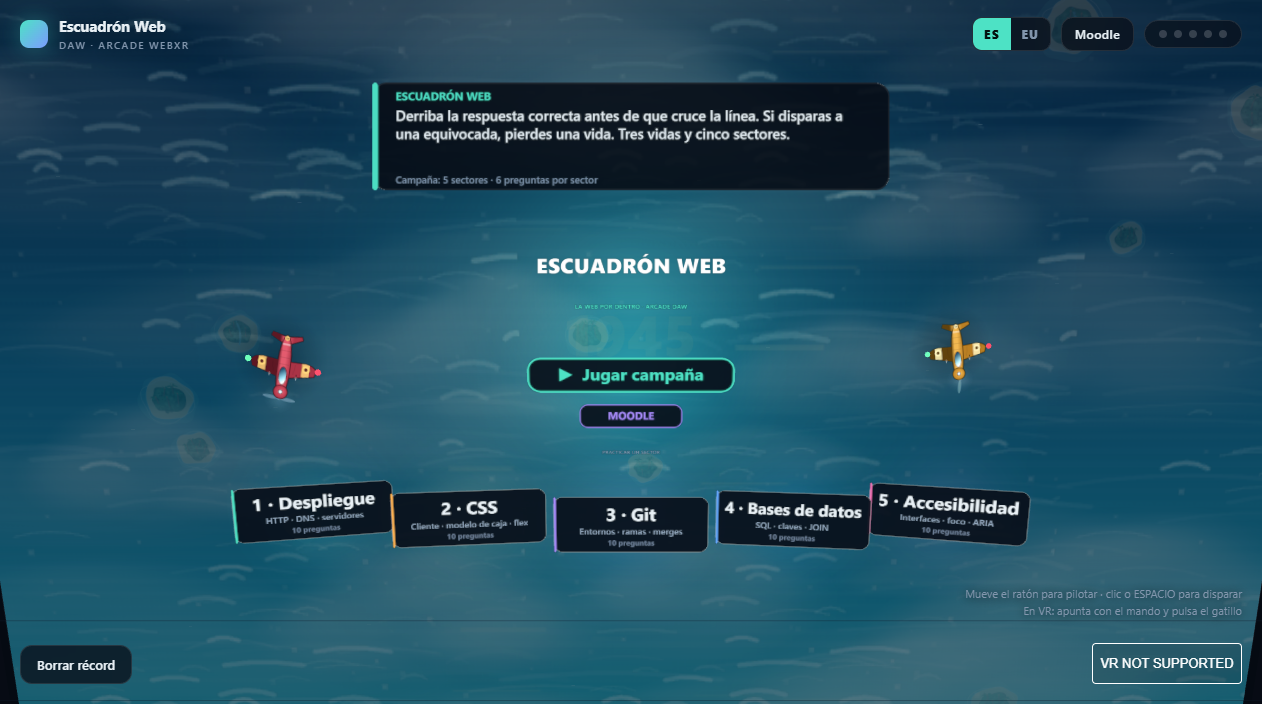 Escuadrón Web
DAW · ARCADE WEBXR
ES
EU
Moodle
ESCUADRÓN WEB
Derriba la respuesta correcta antes de que cruce la línea. Si disparas a
una equivocada, pierdes una vida. Tres vidas y cinco sectores.
Campaña: 5 sectores · 6 preguntas por sector
ESCUADRÓN WEB
LA WEB POR DENTRO · ARCADE DAW
▶ Jugar campaña
MOODLE
1 · Despliegue
HTTP · DNS · servidores
10 preguntas
2 · CSS
Cliente · modelo de caja · flex
10 preguntas
3 · Git
Entornos · ramas · merges
10 preguntas
4 · Bases de datos
SQL · claves · JOIN
10 preguntas
5 · Accesibilidad
Interfaces · foco · ARIA
10 preguntas
Mueve el ratón para pilotar · clic o ESPACIO para disparar
En VR: apunta con el mando y pulsa el gatillo
Borrar récord
VR NOT SUPPORTED